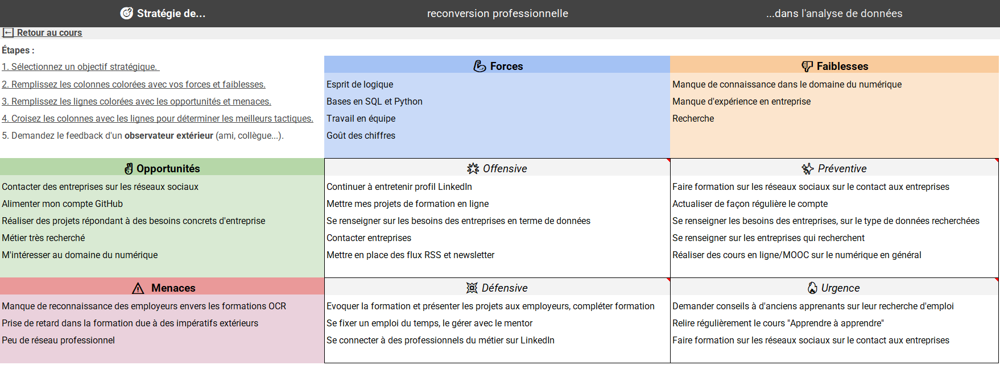 Stratégie de...
reconversion professionnelle
...dans l'analyse de données
Retour au cours
Étapes :
1. Sélectionnez un objectif stratégique.
2. Remplissez les colonnes colorées avec vos forces et faiblesses.
3. Remplissez les lignes colorées avec les opportunités et menaces.
4. Croisez les colonnes avec les lignes pour déterminer les meilleurs tactiques.
5. Demandez le feedback d'un observateur extérieur (ami, collègue...).
Forces
Esprit de logique
Bases en SQL et Python
Travail en équipe
Goût des chiffres
Faiblesses
Manque de connaissance dans le domaine du numérique
Manque d'expérience en entreprise
Recherche
Opportunités
Contacter des entreprises sur les réseaux sociaux
Alimenter mon compte GitHub
Réaliser des projets répondant à des besoins concrets d'entreprise
Métier très recherché
M'intéresser au domaine du numérique
Offensive
Continuer à entretenir profil LinkedIn
Mettre mes projets de formation en ligne
Se renseigner sur les besoins des entreprises en terme de données
Contacter entreprises
Mettre en place des flux RSS et newsletter
Préventive
Faire formation sur les réseaux sociaux sur le contact aux entreprises
Actualiser de façon régulière le compte
Se renseigner les besoins des entreprises, sur le type de données recherchées
Se renseigner sur les entreprises qui recherchent
Réaliser des cours en ligne/MOOC sur le numérique en général
Menaces
Manque de reconnaissance des employeurs envers les formations OCR
Prise de retard dans la formation due à des impératifs extérieurs
Peu de réseau professionnel
Défensive
Evoquer la formation et présenter les projets aux employeurs, compléter formation
Se fixer un emploi du temps, le gérer avec le mentor
Se connecter à des professionnels du métier sur LinkedIn
Urgence
Demander conseils à d'anciens apprenants sur leur recherche d'emploi
Relire régulièrement le cours "Apprendre à apprendre"
Faire formation sur les réseaux sociaux sur le contact aux entreprises